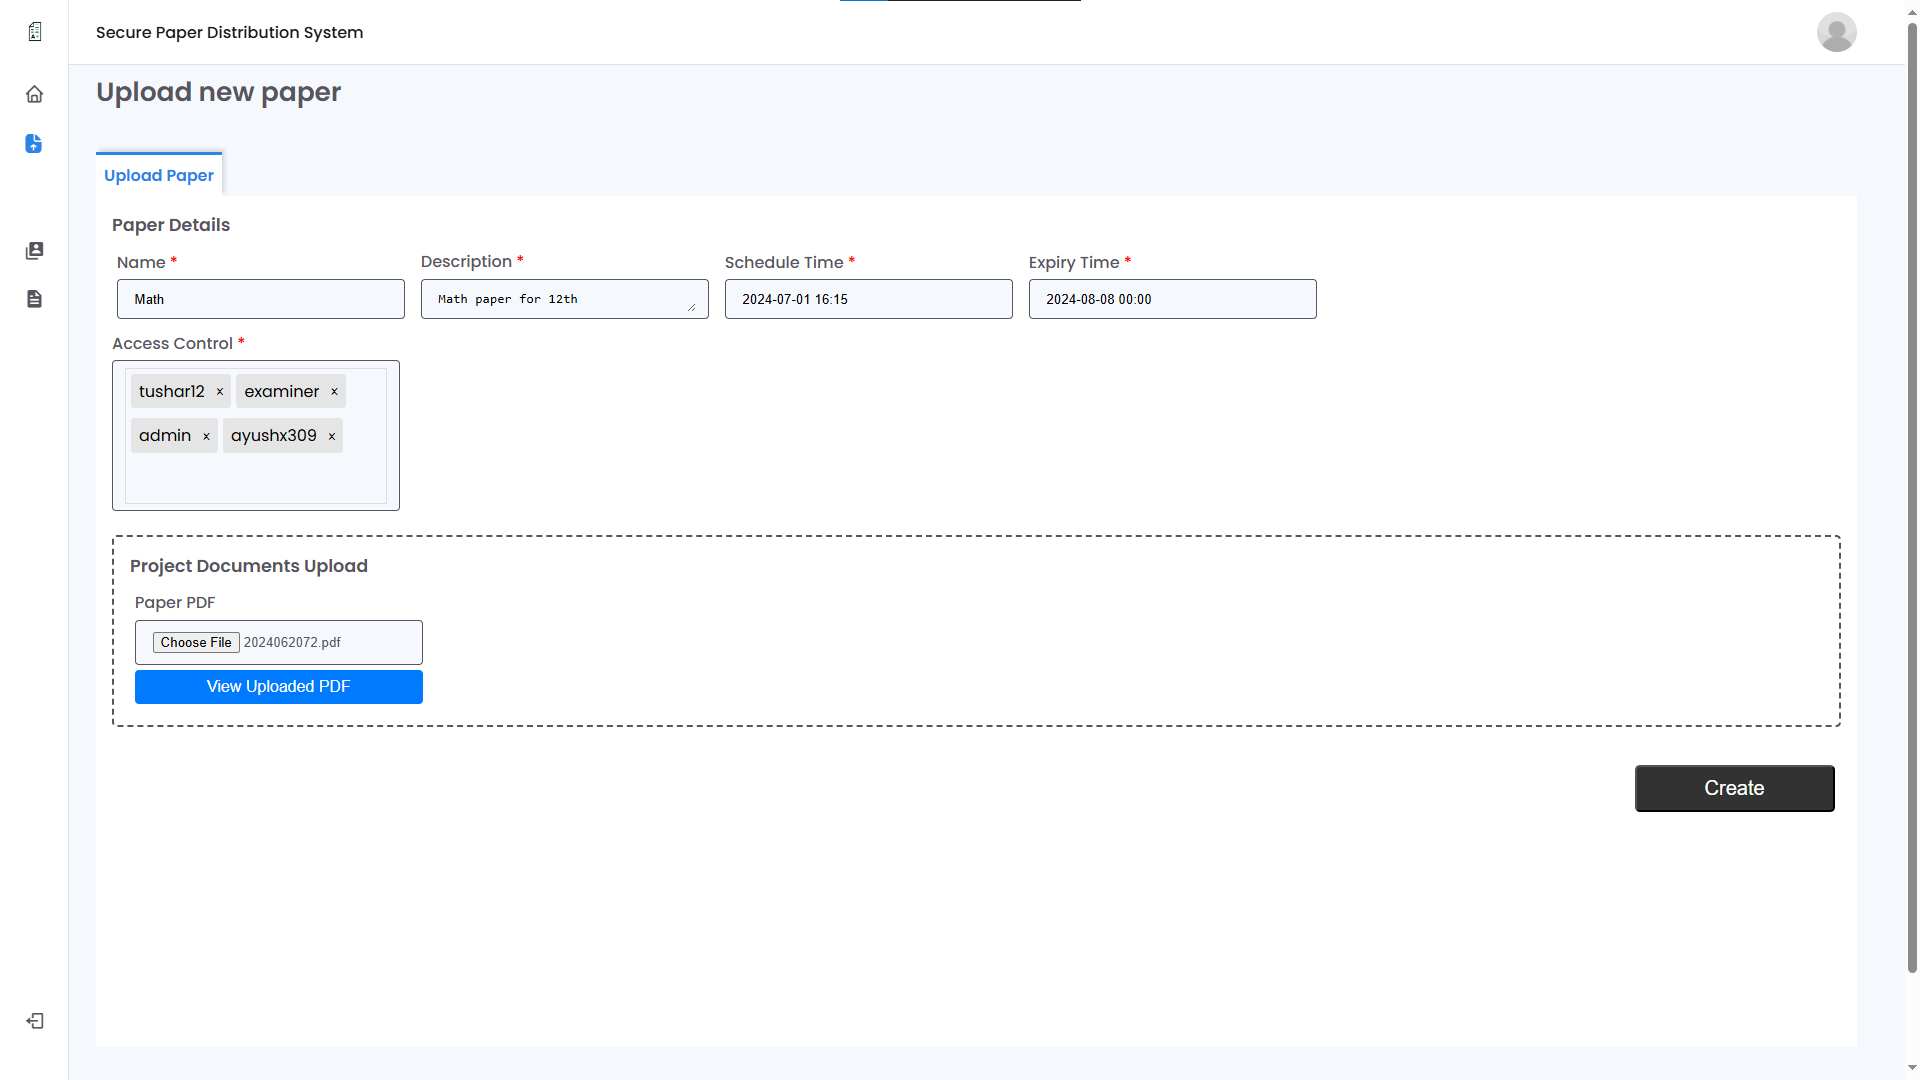 Secure Paper Distribution System
Upload new paper
Upload Paper
Paper Details
Name * Description * Schedule Time * Expiry Time *
Math Math paper for 12th 2024-07-01 16:15 2024-08-08 00:00
Access Control *
tushar12 × examiner ×
admin × ayushx309 ×
Project Documents Upload
Paper PDF
Choose File 2024062072.pdf
View Uploaded PDF
Create